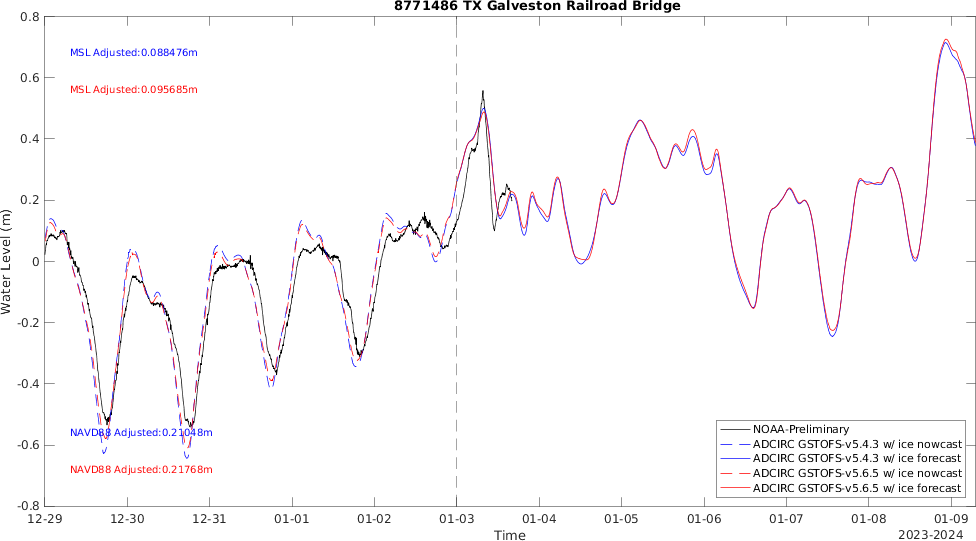 8771486 TX Galveston Railroad Bridge
0.8
0.6
0.4
0.2
0
-0.2
-0.4
-0.6
-0.8
Water Level (m)
MSL Adjusted:0.088476m
MSL Adjusted:0.095685m
NAVD88 Adjusted:0.21048m
NAVD88 Adjusted:0.21768m
NOAA-Preliminary
ADCIRC GSTOFS-v5.4.3 w/ ice nowcast
ADCIRC GSTOFS-v5.4.3 w/ ice forecast
ADCIRC GSTOFS-v5.6.5 w/ ice nowcast
ADCIRC GSTOFS-v5.6.5 w/ ice forecast
12-29 12-30 12-31 01-01 01-02 01-03 01-04 01-05 01-06 01-07 01-08 01-09
Time
2023-2024